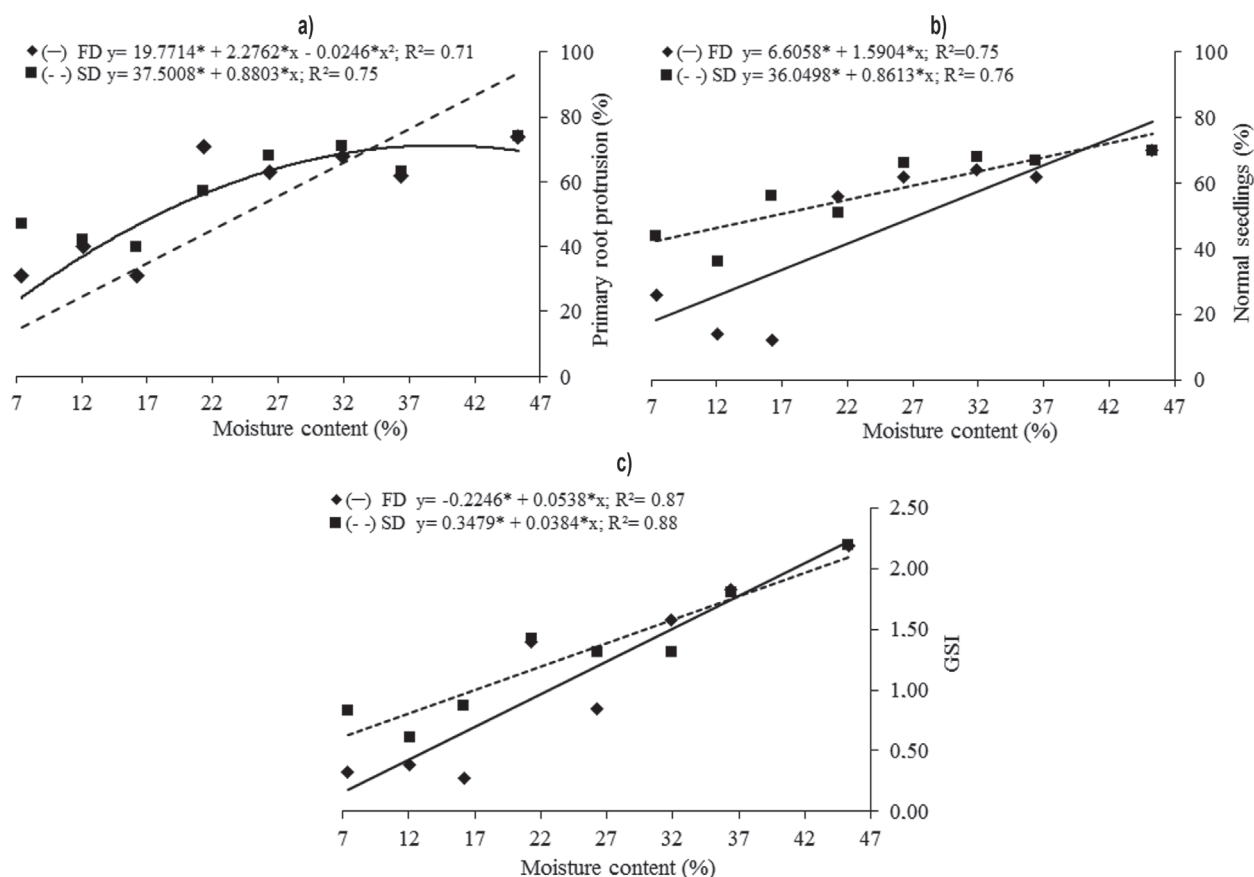 a)
(—) FD y= 19.7714* + 2.2762*x - 0.0246*x²; R²= 0.71
(- -) SD y = 37.5008* + 0.8803*x; R²= 0.75
100
80
60
40
20
0
Primary root protrusion (%)
7 12 17 22 27 32 37 42 47
Moisture content (%)
b)
(—) FD y= 6.6058* + 1.5904*x; R²=0.75
(- -) SD y= 36.0498* + 0.8613*x; R²= 0.76
100
80
60
40
20
0
Normal seedlings (%)
7 12 17 22 27 32 37 42 47
Moisture content (%)
c)
(—) FD y= -0.2246* + 0.0538*x; R²= 0.87
(- -) SD y= 0.3479* + 0.0384*x; R²= 0.88
2.50
2.00
1.50
1.00
0.50
0.00
GSI
7 12 17 22 27 32 37 42 47
Moisture content (%)